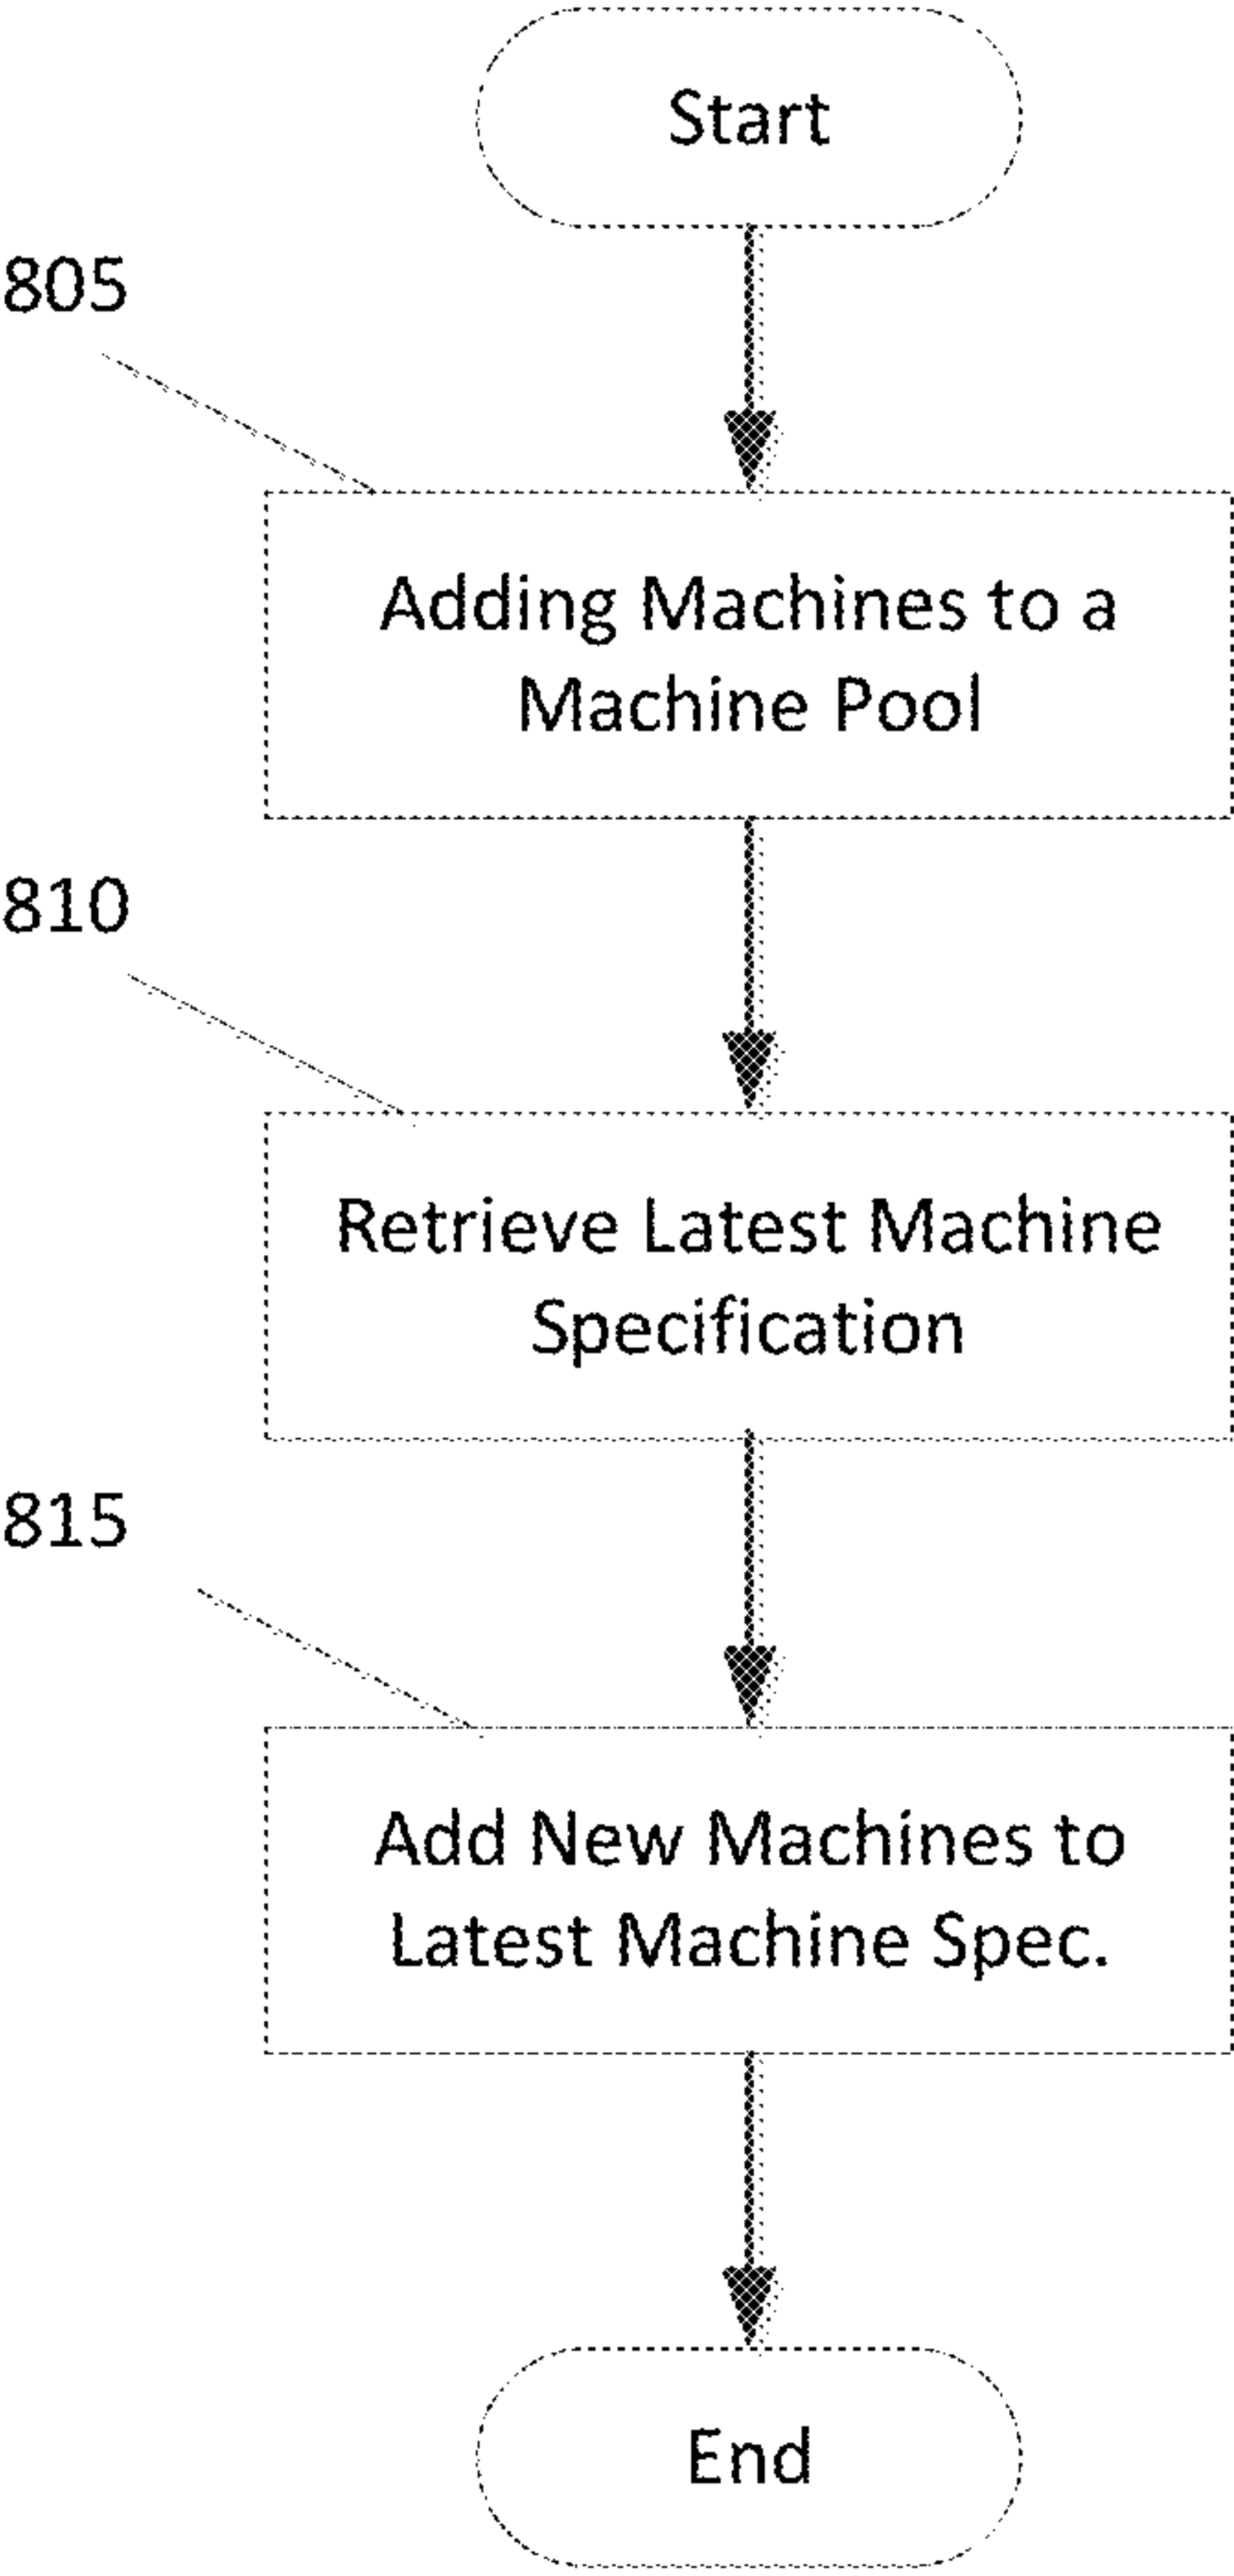 Start
805
Adding Machines to a
Machine Pool
810
Retrieve Latest Machine
Specification
815
Add New Machines to
Latest Machine Spec.
End